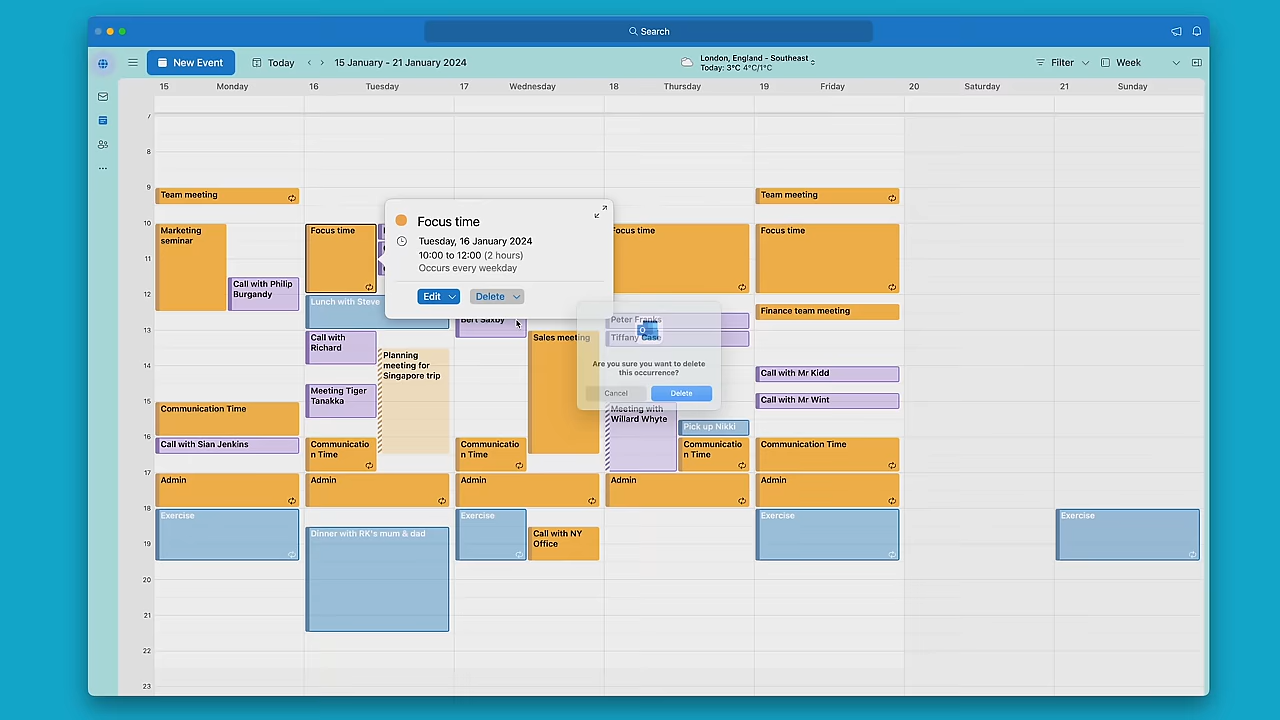 Search
New Event
Today
15 January - 21 January 2024
London, England - Southeast
Today: 3°C 4°C/1°C
Filter
Week
15 Monday
16 Tuesday
17 Wednesday
18 Thursday
19 Friday
20 Saturday
21 Sunday
7
8
9
10
11
12
13
14
15
16
17
18
19
20
21
22
23
Team meeting
Marketing
seminar
Call with Philip
Burgandy
Communication Time
Call with Sian Jenkins
Admin
Exercise
Focus time
Lunch with Steve
Call with
Richard
Planning
meeting for
Singapore trip
Meeting Tiger
Tanakka
Communicatio
n Time
Admin
Dinner with RK's mum & dad
Focus time
Tuesday, 16 January 2024
10:00 to 12:00 (2 hours)
Occurs every weekday
Edit
Delete
Bert Saxby
Sales meeting
Communicatio
n Time
Admin
Exercise
Call with NY
Office
Focus time
Peter Franks
Tiffany Case
Are you sure you want to delete
this occurrence?
Cancel
Delete
Meeting with
Willard Whyte
Pick up Nikki
Communicatio
n Time
Admin
Team meeting
Focus time
Finance team meeting
Call with Mr Kidd
Call with Mr Wint
Communication Time
Admin
Exercise
Exercise